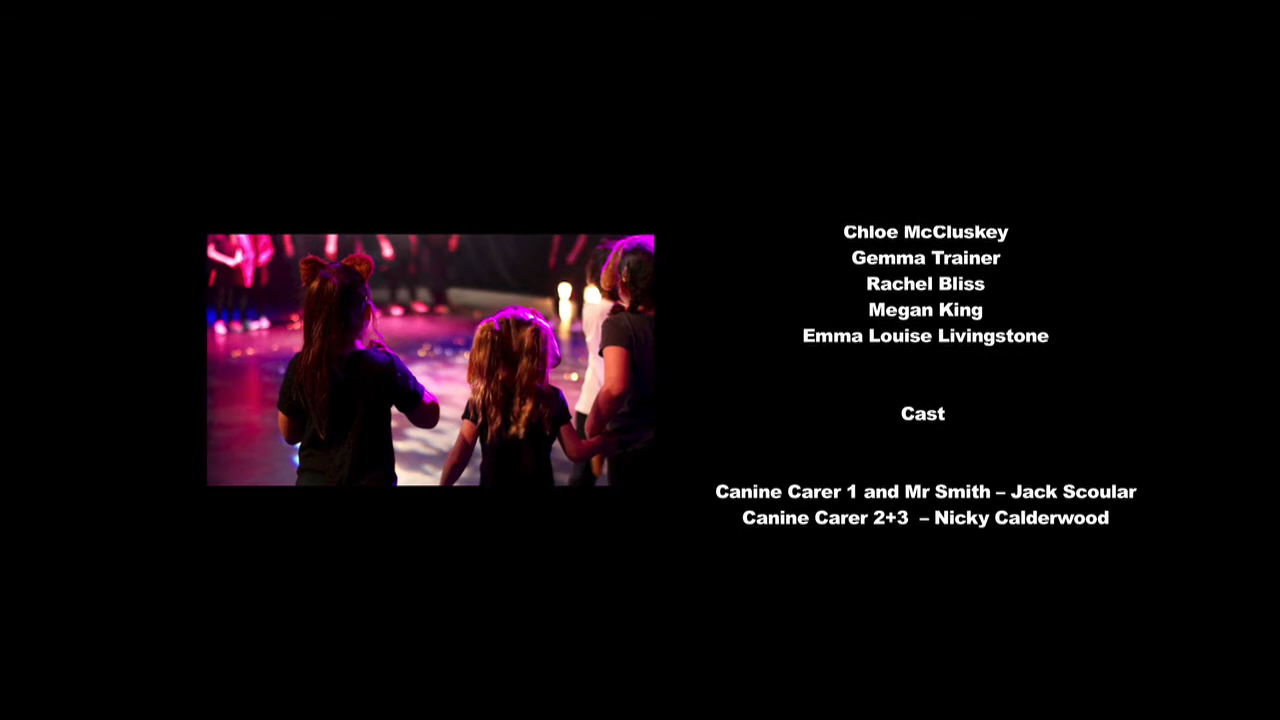 Chloe McCluskey
Gemma Trainer
Rachel Bliss
Megan King
Emma Louise Livingstone
Cast
Canine Carer 1 and Mr Smith – Jack Scoular
Canine Carer 2+3 – Nicky Calderwood